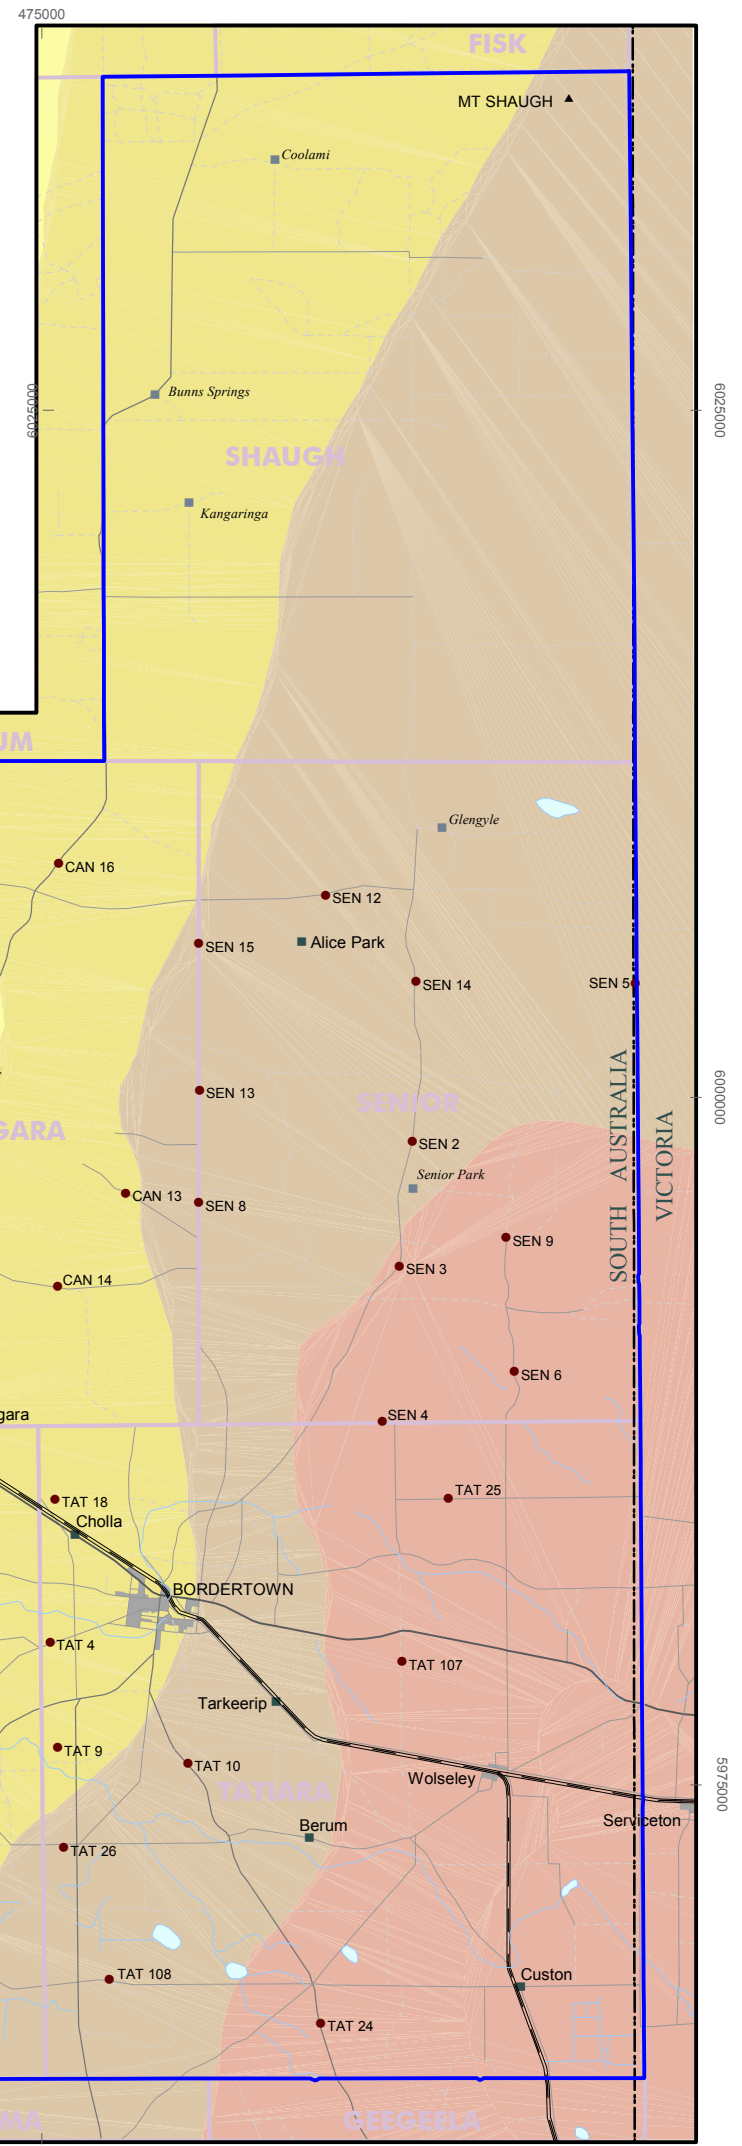 475000
FISK
MT SHAUGH
Coolami
Bunns Springs
6025000
6025000
SHAUGH
Kangaringa
UM
Glengyle
CAN 16
SEN 12
SEN 15
Alice Park
SEN 14
SEN 5
SEN 13
6000000
SENIOR
GARA
SOUTH AUSTRALIA
VICTORIA
SEN 2
Senior Park
CAN 13
SEN 8
SEN 9
SEN 3
CAN 14
SEN 6
gara
SEN 4
TAT 25
TAT 18
Cholla
BORDERTOWN
TAT 4
TAT 107
Tarkeerip
TAT 9
TAT 10
Wolseley
5975000
TATIARA
Serviceton
Berum
TAT 26
TAT 108
Custon
TAT 24
MA
GEEGEELA